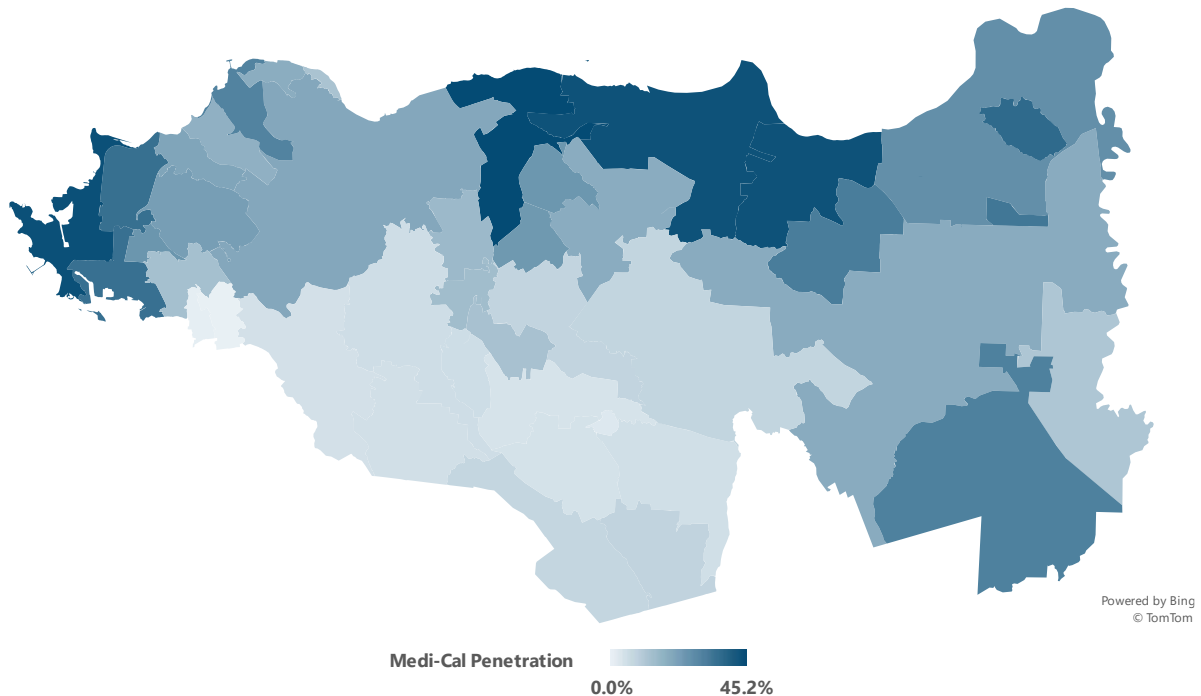 Powered by Bing
© TomTom
Medi-Cal Penetration
0.0%
45.2%